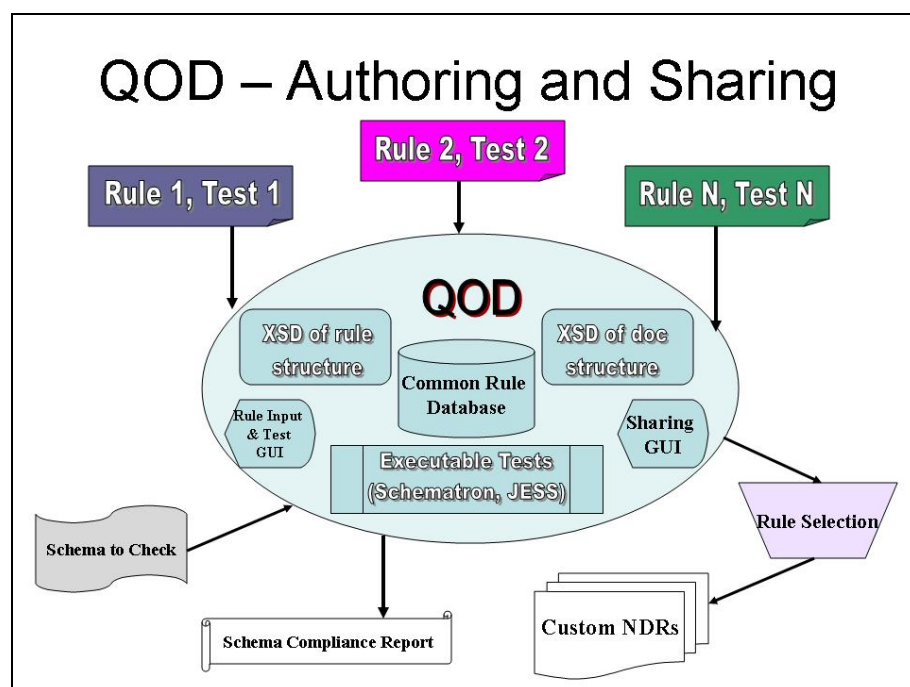 QOD – Authoring and Sharing
Rule 1, Test 1
Rule 2, Test 2
Rule N, Test N
QOD
XSD of rule
structure
XSD of doc
structure
Common Rule
Database
Rule Input
& Test
GUI
Sharing
GUI
Executable Tests
(Schematron, JESS)
Schema to Check
Rule Selection
Schema Compliance Report
Custom NDRs